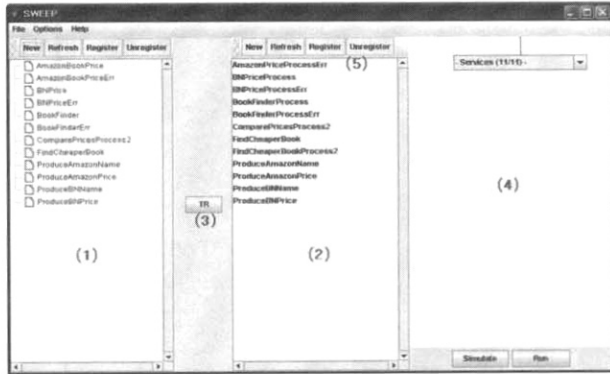 SWEEP
File Options Help
New Refresh Register Unregister
AmazonBookPrice
AmazonBookPriceErr
BNPrice
BNPriceErr
BookFinder
BookFinderErr
ComparePricesProcess2
FindCheaperBook
ProduceAmazonName
ProduceAmazonPrice
ProduceBNName
ProduceBNPrice
(1)
TR
(3)
New Refresh Register Unregister
AmazonPriceProcessErr
(5)
BNPriceProcess
BNPriceProcessErr
BookFinderProcess
BookFinderProcessErr
ComparePricesProcess2
FindCheaperBook
FindCheaperBookProcess2
ProduceAmazonName
ProduceAmazonPrice
ProduceBNName
ProduceBNPrice
(2)
- Services (11/11) -
(4)
Simulate Run